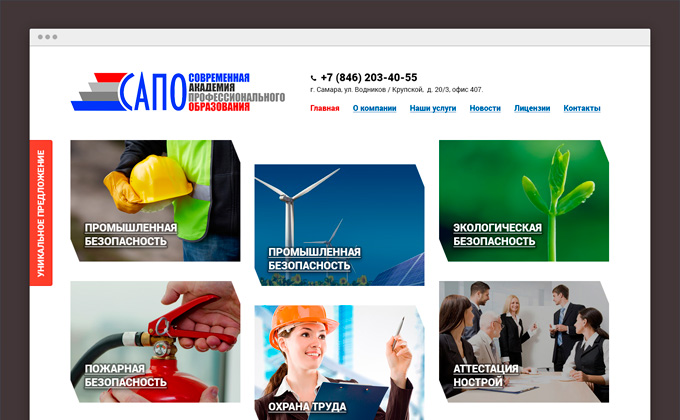 САПО
СОВРЕМЕННАЯ
АКАДЕМИЯ
ПРОФЕССИОНАЛЬНОГО
ОБРАЗОВАНИЯ
+7 (846) 203-40-55
г. Самара, ул. Водников / Крупской, д. 20/3, офис 407.
Главная О компании Наши услуги Новости Лицензии Контакты
УНИКАЛЬНОЕ ПРЕДЛОЖЕНИЕ
ПРОМЫШЛЕННАЯ
БЕЗОПАСНОСТЬ
ПРОМЫШЛЕННАЯ
БЕЗОПАСНОСТЬ
ЭКОЛОГИЧЕСКАЯ
БЕЗОПАСНОСТЬ
ПОЖАРНАЯ
БЕЗОПАСНОСТЬ
ОХРАНА ТРУДА
АТТЕСТАЦИЯ
НОСТРОЙ